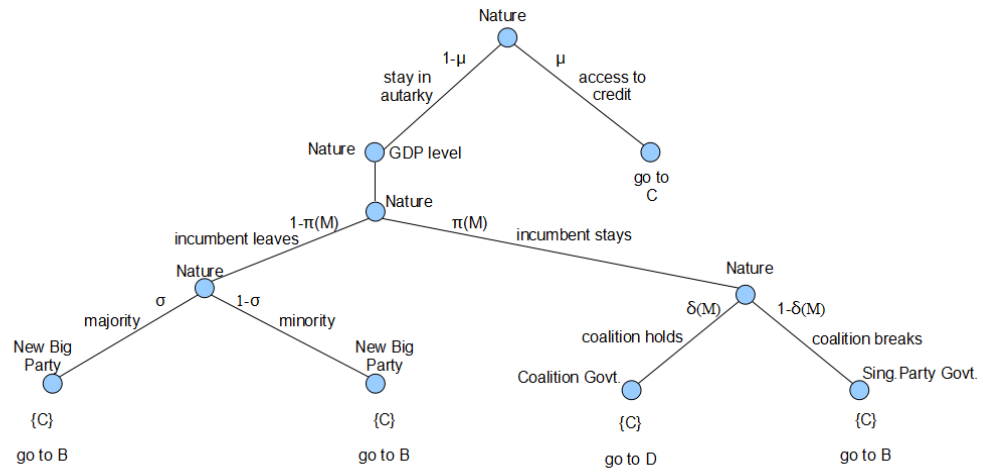 Nature
1-μ
μ
stay in
autarky
access to
credit
Nature
GDP level
go to
C
Nature
1-π(M)
π(M)
incumbent leaves
incumbent stays
Nature
Nature
σ
1-σ
δ(M)
1-δ(M)
majority
minority
coalition holds
coalition breaks
New Big
Party
New Big
Party
Coalition Govt.
Sing.Party Govt.
{C}
{C}
{C}
{C}
go to B
go to B
go to D
go to B